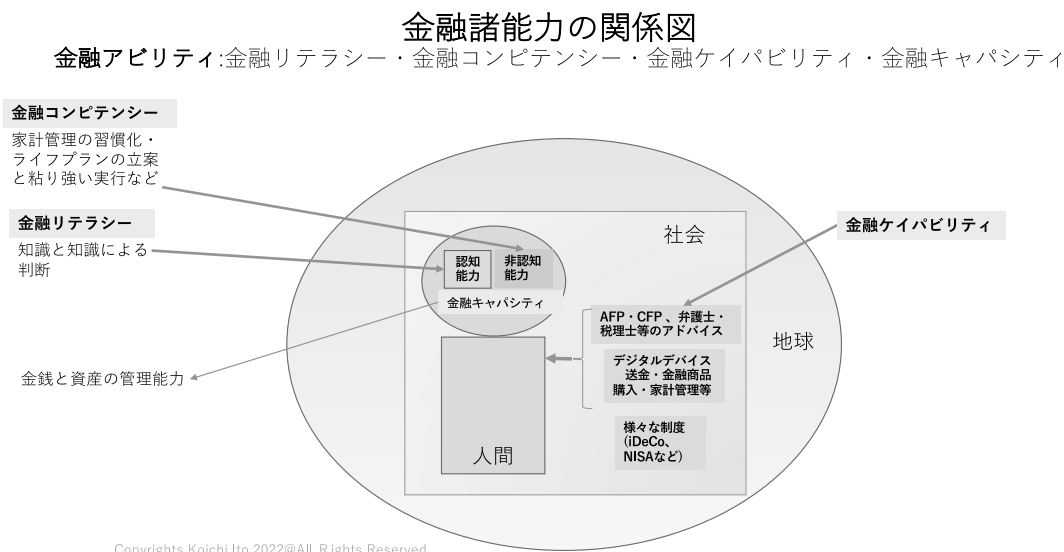 金融諸能力の関係図
金融アビリティ:金融リテラシー・金融コンピテンシー・金融ケイパビリティ・金融キャパシティ
金融コンピテンシー
家計管理の習慣化・
ライフプランの立案
と粘り強い実行など
金融リテラシー
知識と知識による
判断
金銭と資産の管理能力
認知
能力
非認知
能力
金融キャパシティ
人間
社会
地球
金融ケイパビリティ
AFP・CFP 、弁護士・
税理士等のアドバイス
デジタルデバイス
送金・金融商品
購入・家計管理等
様々な制度
(iDeCo、
NISAなど)
Copyrights Koichi Ito 2022@All Rights Reserved